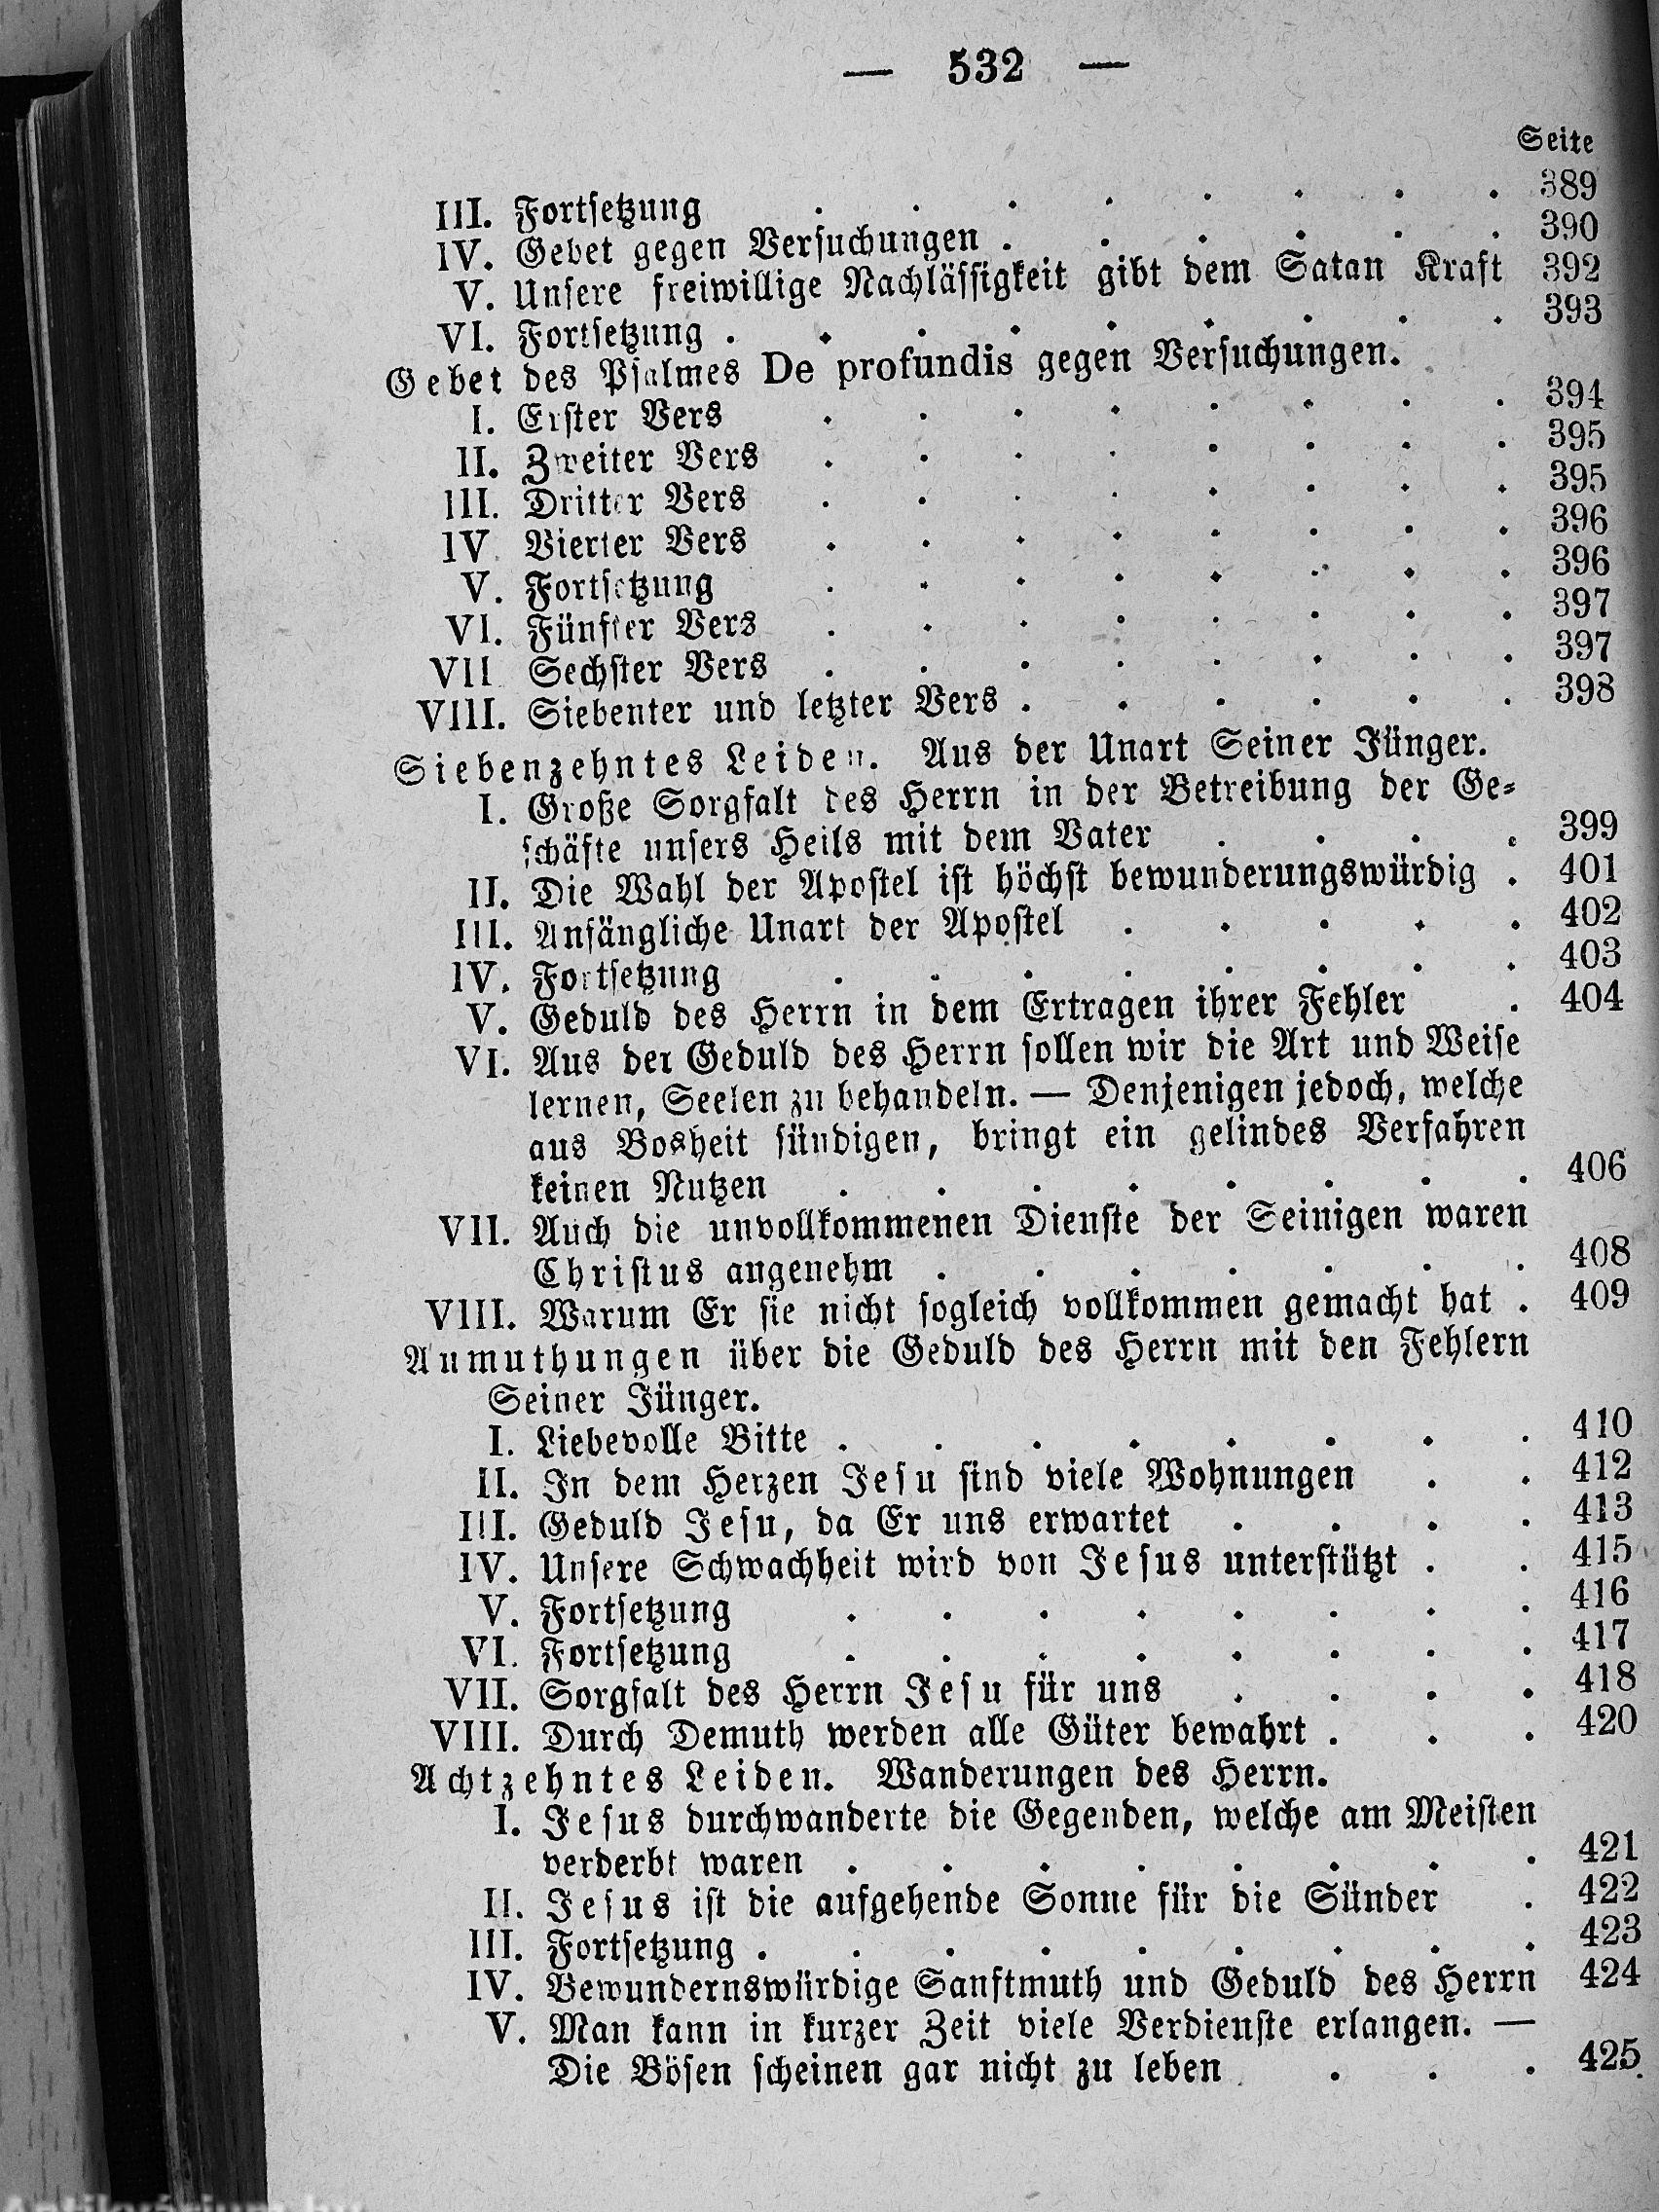 — 532 —
Seite
III. Fortsetzung . . . . . . . . 389
IV. Gebet gegen Versuchungen . . . . . . 390
V. Unsere freiwillige Nachlässigkeit gibt dem Satan Kraft 392
VI. Fortsetzung . . . . . . . . . 393
Gebet des Psalmes De profundis gegen Versuchungen.
I. Erster Vers . . . . . . . . 394
II. Zweiter Vers . . . . . . . . 395
III. Dritter Vers . . . . . . . . 395
IV Vierter Vers . . . . . . . . 396
V. Fortsetzung . . . . . . . . 396
VI. Fünfter Vers . . . . . . . . 397
VII Sechster Vers . . . . . . . . 397
VIII. Siebenter und letzter Vers . . . . . . 398
Siebenzehntes Leiden. Aus der Unart Seiner Jünger.
I. Große Sorgfalt des Herrn in der Betreibung der Ge-
schäfte unsers Heils mit dem Vater . . . . 399
II. Die Wahl der Apostel ist höchst bewunderungswürdig . 401
III. Anfängliche Unart der Apostel . . . . . 402
IV. Fortsetzung . . . . . . . . 403
V. Geduld des Herrn in dem Ertragen ihrer Fehler . 404
VI. Aus der Geduld des Herrn sollen wir die Art und Weise
lernen, Seelen zu behandeln. — Denjenigen jedoch, welche
aus Bosheit sündigen, bringt ein gelindes Verfahren
keinen Nutzen . . . . . . . . 406
VII. Auch die unvollkommenen Dienste der Seinigen waren
Christus angenehm . . . . . . . 408
VIII. Warum Er sie nicht sogleich vollkommen gemacht hat . 409
Anmuthungen über die Geduld des Herrn mit den Fehlern
Seiner Jünger.
I. Liebevolle Bitte . . . . . . . . 410
II. In dem Herzen Jesu sind viele Wohnungen . . 412
III. Geduld Jesu, da Er uns erwartet . . . . 413
IV. Unsere Schwachheit wird von Jesus unterstützt . . 415
V. Fortsetzung . . . . . . . . 416
VI. Fortsetzung . . . . . . . . 417
VII. Sorgfalt des Herrn Jesu für uns . . . . 418
VIII. Durch Demuth werden alle Güter bewahrt . . . 420
Achtzehntes Leiden. Wanderungen des Herrn.
I. Jesus durchwanderte die Gegenden, welche am Meisten
verderbt waren . . . . . . . . 421
II. Jesus ist die aufgehende Sonne für die Sünder . 422
III. Fortsetzung . . . . . . . . . 423
IV. Bewundernswürdige Sanftmuth und Geduld des Herrn 424
V. Man kann in kurzer Zeit viele Verdienste erlangen. —
Die Bösen scheinen gar nicht zu leben . . . 425